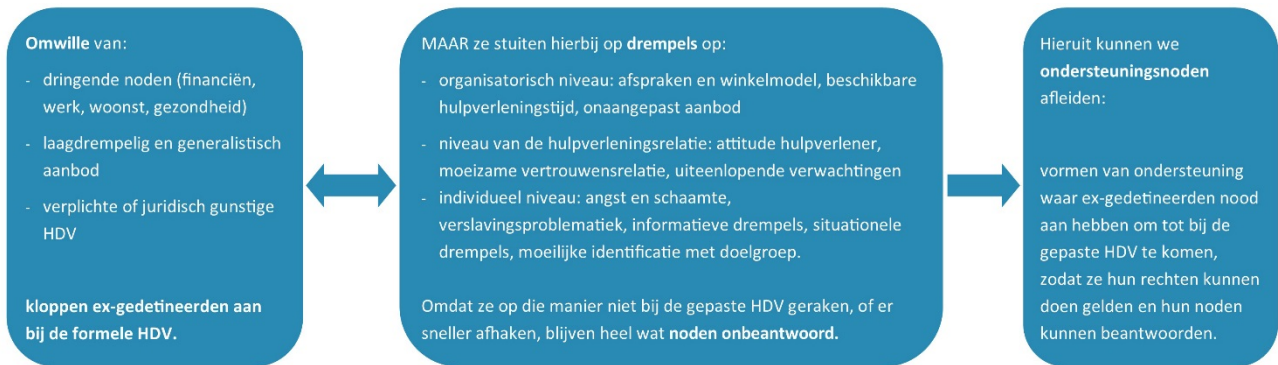 Omwille van:
- dringende noden (financiën,
werk, woonst, gezondheid)
- laagdrempelig en generalistisch
aanbod
- verplichte of juridisch gunstige
HDV
kloppen ex-gedetineerden aan
bij de formele HDV.
MAAR ze stuiten hierbij op drempels op:
- organisatorisch niveau: afspraken en winkelmodel, beschikbare
hulpverleningstijd, onaangepast aanbod
- niveau van de hulpverleningsrelatie: attitude hulpverlener,
moeizame vertrouwensrelatie, uiteenlopende verwachtingen
- individueel niveau: angst en schaamte,
verslavingsproblematiek, informatieve drempels, situationele
drempels, moeilijke identificatie met doelgroep.
Omdat ze op die manier niet bij de gepaste HDV geraken, of er
sneller afhaken, blijven heel wat noden onbeantwoord.
Hieruit kunnen we
ondersteuningsnoden
afleiden:
vormen van ondersteuning
waar ex-gedetineerden nood
aan hebben om tot bij de
gepaste HDV te komen,
zodat ze hun rechten kunnen
doen gelden en hun noden
kunnen beantwoorden.